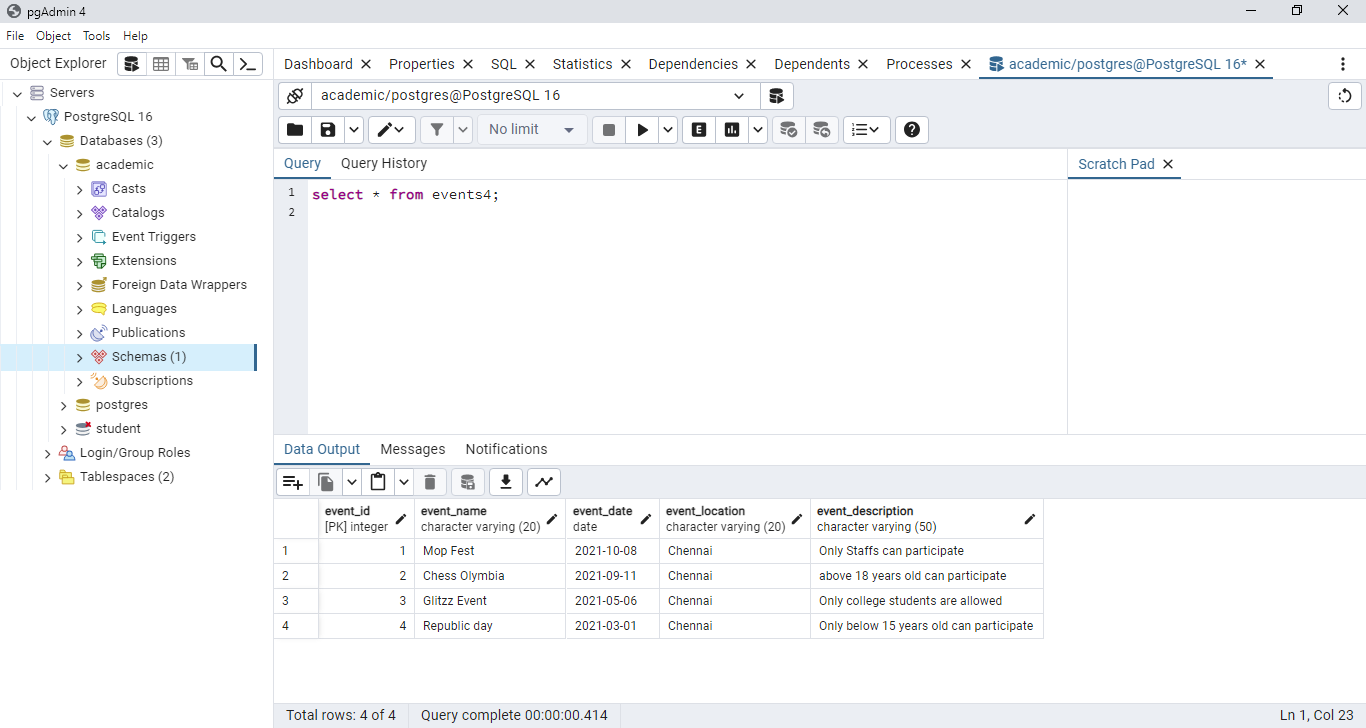 pgAdmin 4
File Object Tools Help
Object Explorer
Dashboard Properties SQL Statistics Dependencies Dependents Processes academic/postgres@PostgreSQL 16*
Servers
PostgreSQL 16
Databases (3)
academic
Casts
Catalogs
Event Triggers
Extensions
Foreign Data Wrappers
Languages
Publications
Schemas (1)
Subscriptions
postgres
student
Login/Group Roles
Tablespaces (2)
academic/postgres@PostgreSQL 16
No limit E
Query Query History
Scratch Pad
1 select * from events4;
2
Data Output Messages Notifications
event_id event_name event_date event_location event_description
[PK] integer character varying (20) date character varying (20) character varying (50)
1 1 Mop Fest 2021-10-08 Chennai Only Staffs can participate
2 2 Chess Olymbia 2021-09-11 Chennai above 18 years old can participate
3 3 Glitzz Event 2021-05-06 Chennai Only college students are allowed
4 4 Republic day 2021-03-01 Chennai Only below 15 years old can participate
Total rows: 4 of 4 Query complete 00:00:00.414 Ln 1, Col 23